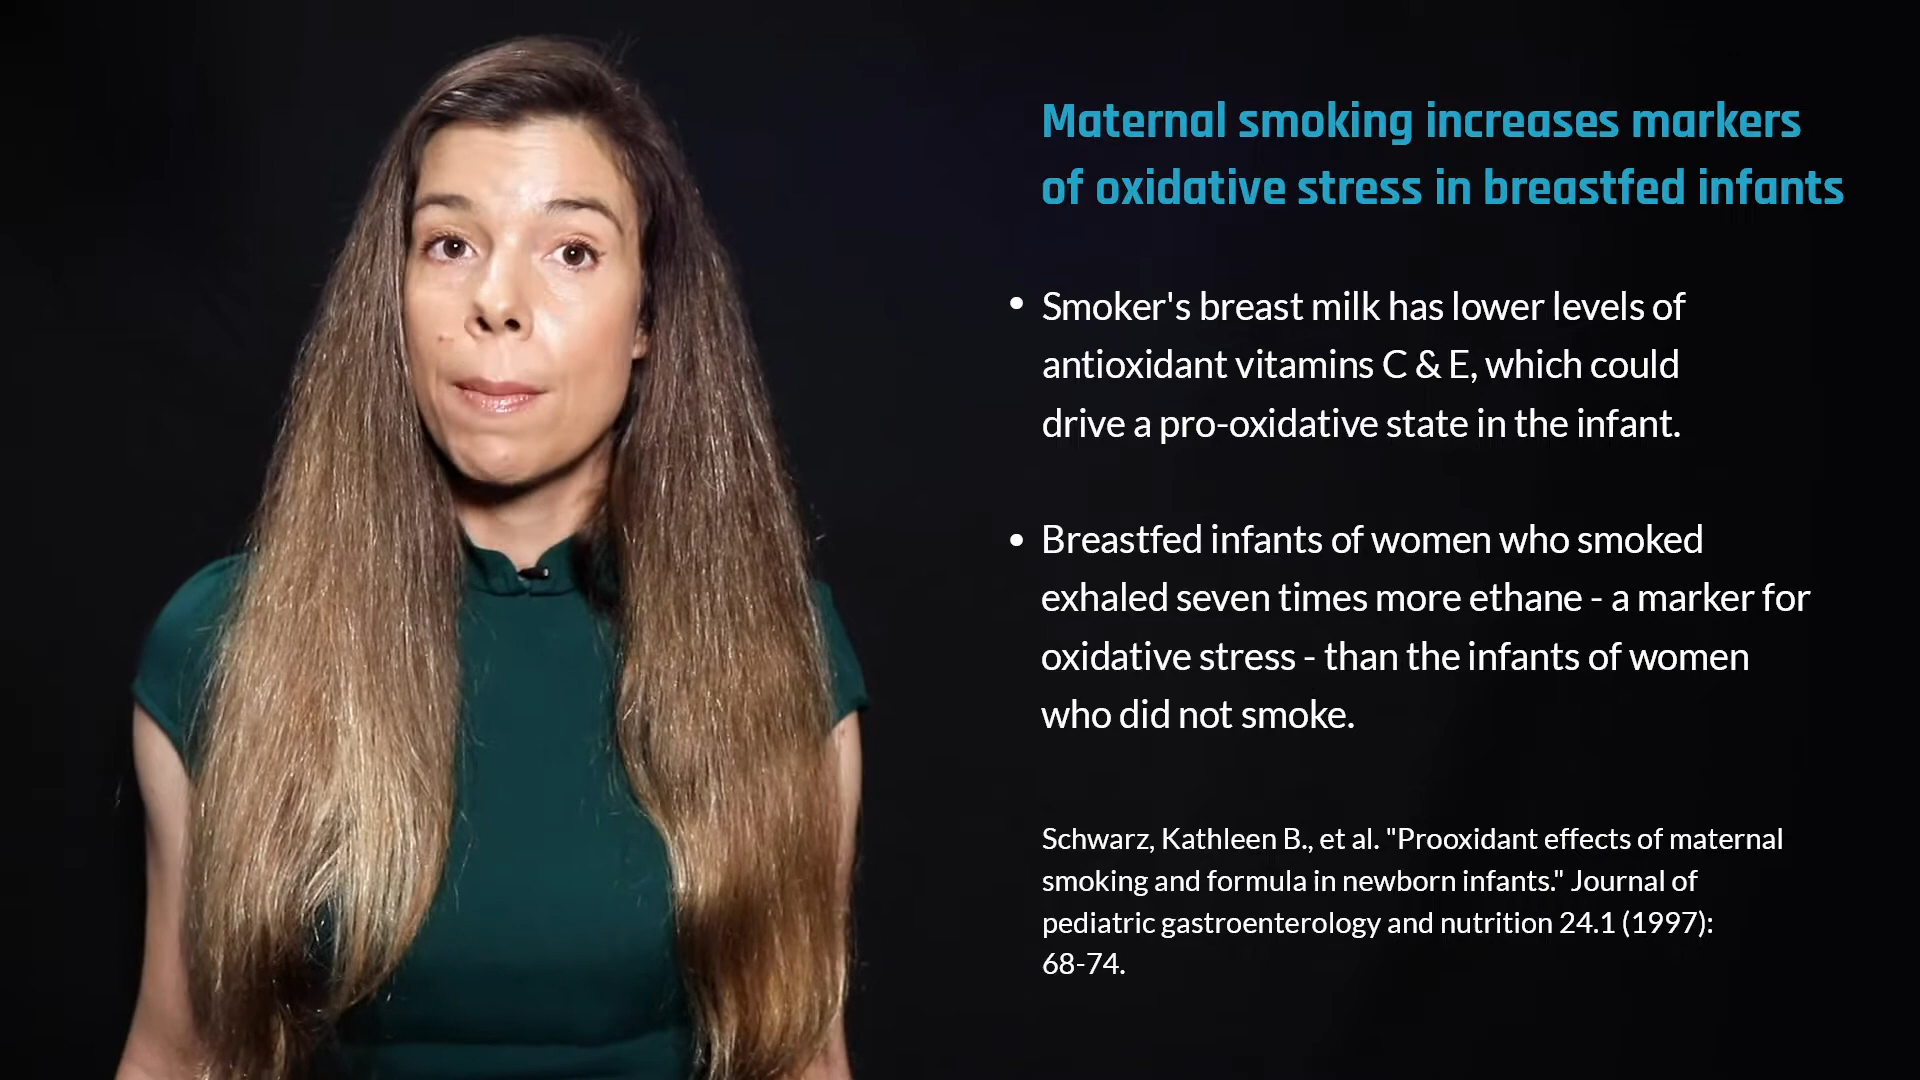 Maternal smoking increases markers
of oxidative stress in breastfed infants
• Smoker's breast milk has lower levels of
antioxidant vitamins C & E, which could
drive a pro-oxidative state in the infant.
• Breastfed infants of women who smoked
exhaled seven times more ethane - a marker for
oxidative stress - than the infants of women
who did not smoke.
Schwarz, Kathleen B., et al. "Prooxidant effects of maternal
smoking and formula in newborn infants." Journal of
pediatric gastroenterology and nutrition 24.1 (1997):
68-74.